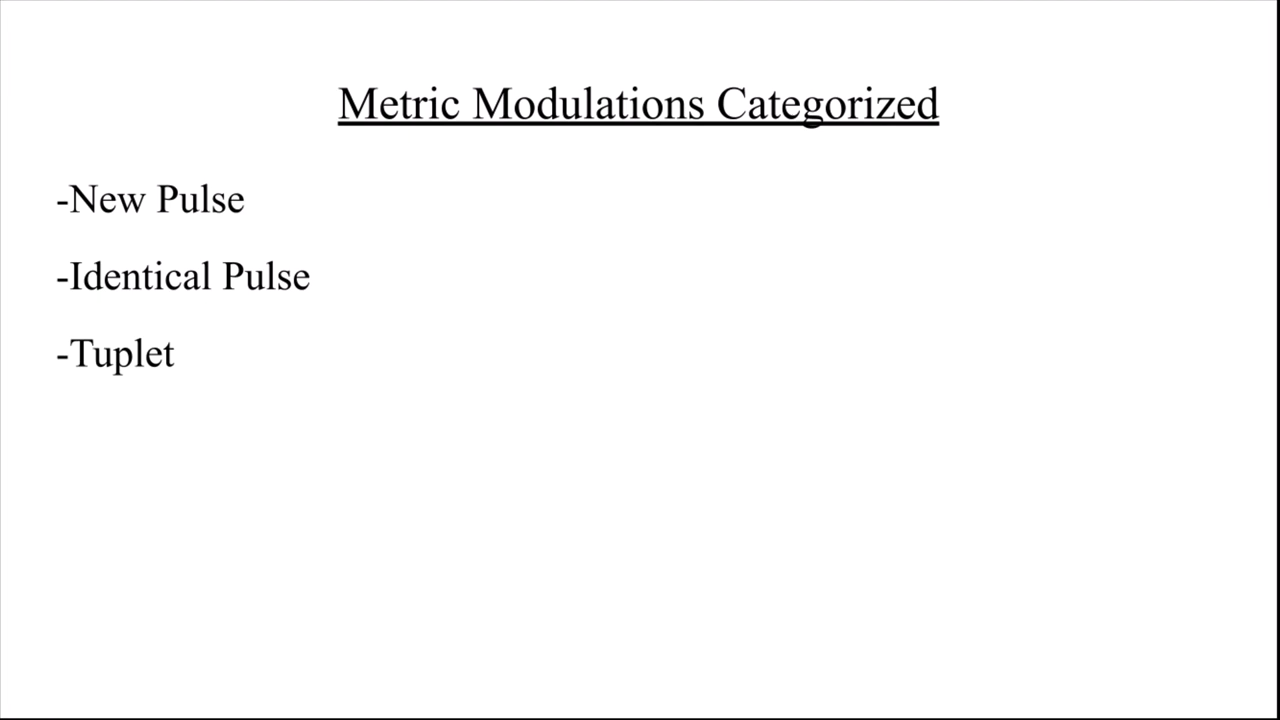 Metric Modulations Categorized
-New Pulse
-Identical Pulse
-Tuplet